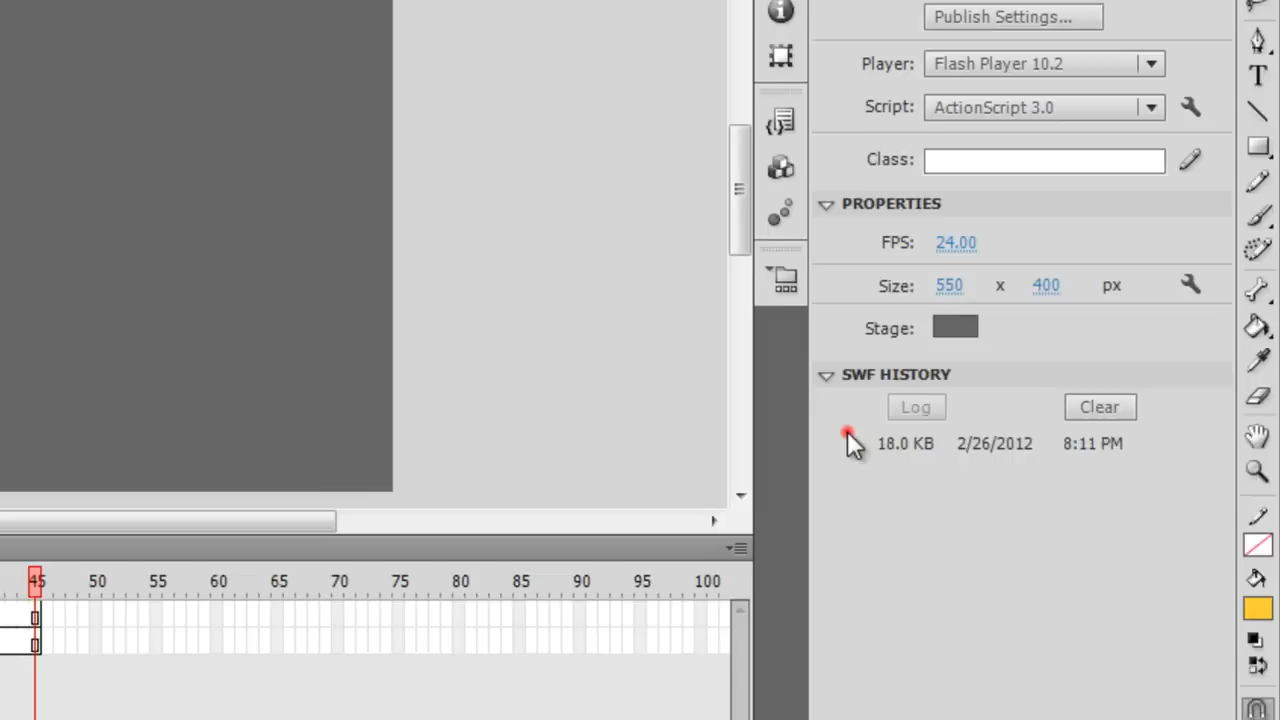 Publish Settings...
Player: Flash Player 10.2
Script: ActionScript 3.0
Class:
PROPERTIES
FPS: 24.00
Size: 550 x 400 px
Stage:
SWF HISTORY
Log Clear
18.0 KB 2/26/2012 8:11 PM
45 50 55 60 65 70 75 80 85 90 95 100